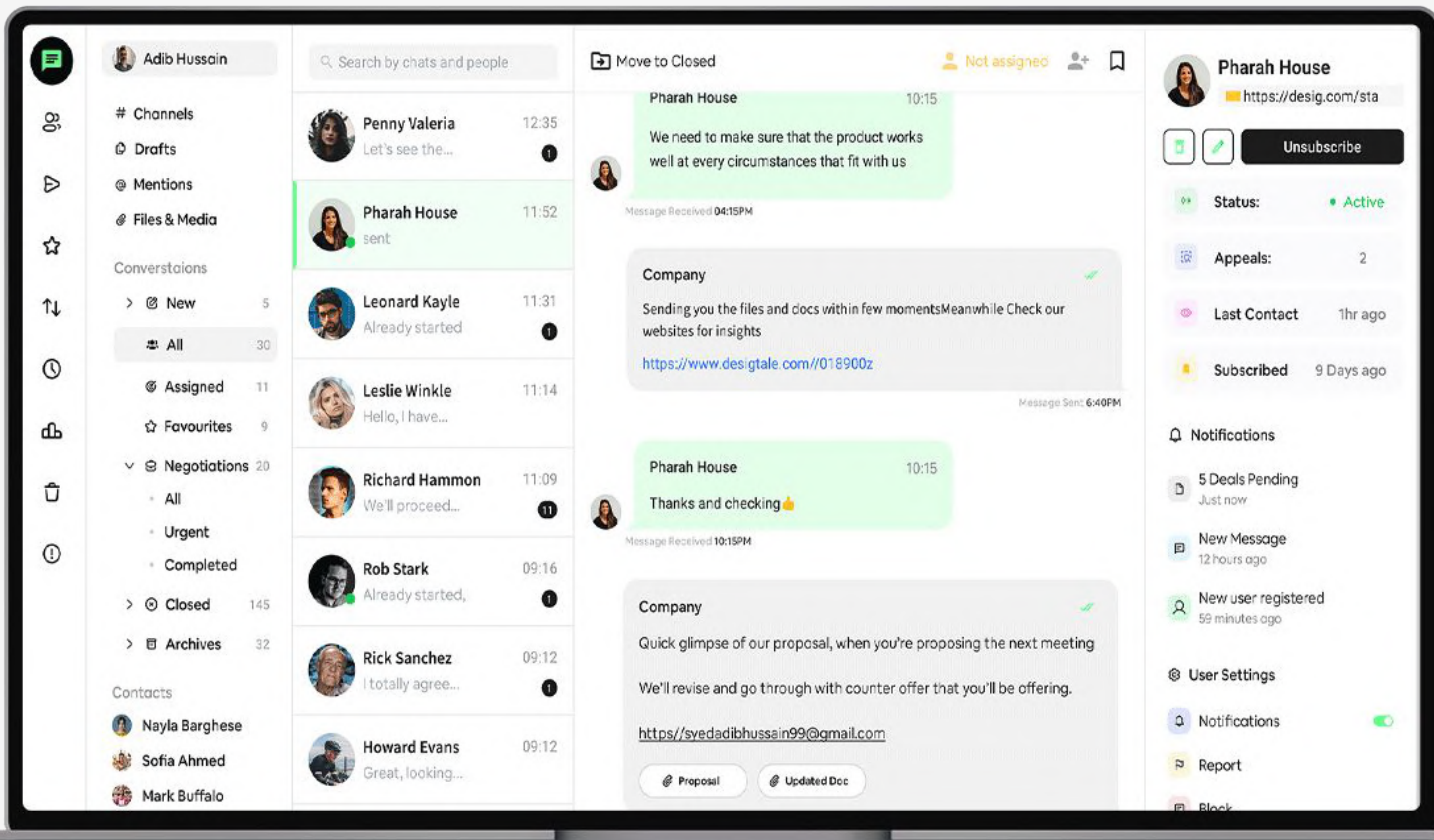 Adib Hussain
# Channels
Drafts
@ Mentions
Files & Media
Converstaions
New 5
All 30
Assigned 11
Favourites 9
Negotiations 20
All
Urgent
Completed
Closed 145
Archives 32
Contacts
Nayla Barghese
Sofia Ahmed
Mark Buffalo
Search by chats and people
Penny Valeria 12:35
Let's see the... 1
Pharah House 11:52
sent
Leonard Kayle 11:31
Already started 1
Leslie Winkle 11:14
Hello, I have...
Richard Hammon 11:09
We'll proceed... 11
Rob Stark 09:16
Already started, 1
Rick Sanchez 09:12
I totally agree... 1
Howard Evans 09:12
Great, looking...
Move to Closed
Not assigned
Pharah House 10:15
We need to make sure that the product works
well at every circumstances that fit with us
Message Received 04:15PM
Company
Sending you the files and docs within few momentsMeanwhile Check our
websites for insights
https://www.desigtale.com//018900z
Message Sent 6:40PM
Pharah House 10:15
Thanks and checking👍
Message Received 10:15PM
Company
Quick glimpse of our proposal, when you're proposing the next meeting
We'll revise and go through with counter offer that you'll be offering.
https//syedadibhussain99@gmail.com
Proposal
Updated Doc
Pharah House
https://desig.com/sta
Unsubscribe
Status: Active
Appeals: 2
Last Contact 1hr ago
Subscribed 9 Days ago
Notifications
5 Deals Pending
Just now
New Message
12 hours ago
New user registered
59 minutes ago
User Settings
Notifications
Report
Block